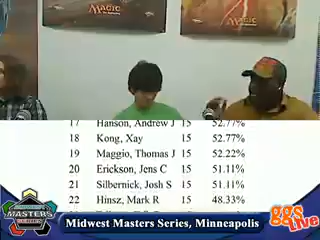 MAGIC
MAGIC
17 Hanson, Andrew J 15 52.77%
18 Kong, Xay 15 52.77%
19 Maggio, Thomas J 15 52.22%
20 Erickson, Jens C 15 51.11%
21 Silbernick, Josh S 15 51.11%
22 Hinsz, Mark R 15 48.33%
MASTERS
Midwest Masters Series, Minneapolis
ggs
Live